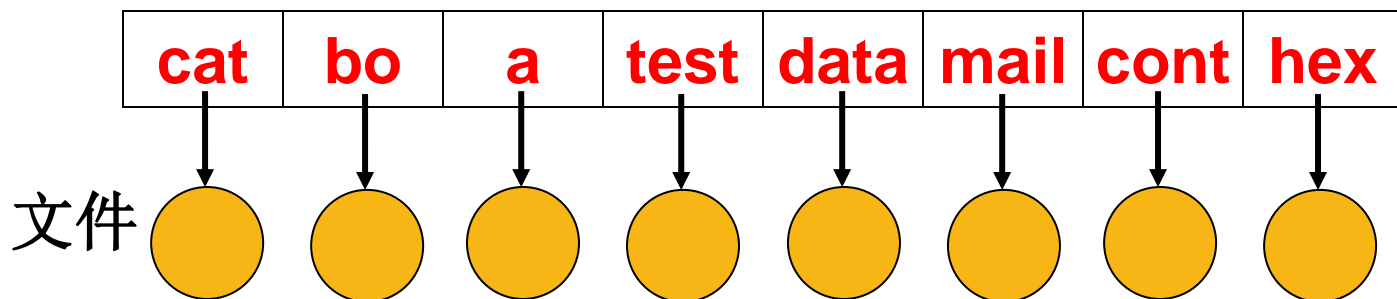 cat bo a test data mail cont hex
文件